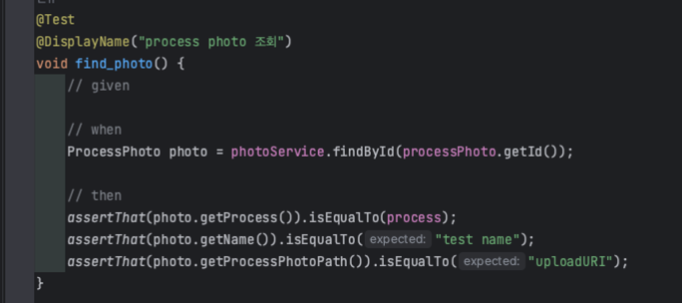 @Test
@DisplayName("process photo 조회")
void find_photo() {
// given
// when
ProcessPhoto photo = photoService.findById(processPhoto.getId());
// then
assertThat(photo.getProcess()).isEqualTo(process);
assertThat(photo.getName()).isEqualTo( expected: "test name");
assertThat(photo.getProcessPhotoPath()).isEqualTo( expected: "uploadURI");
}